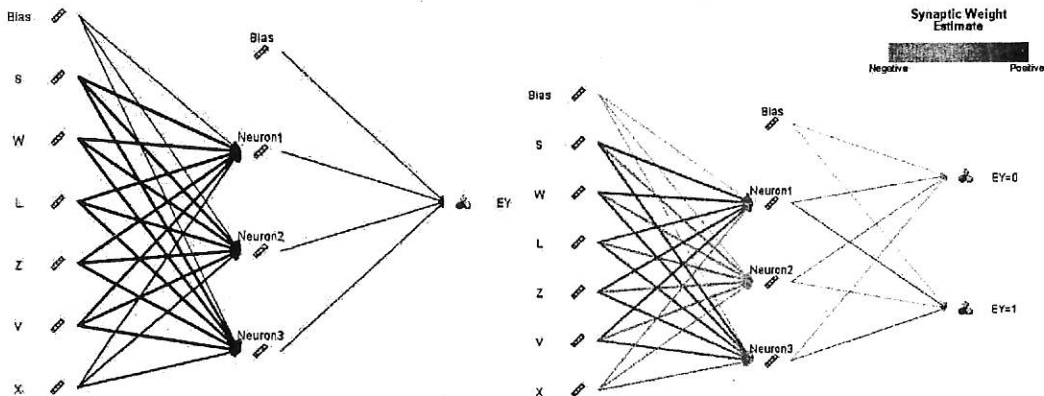 Bias
S
W
L
Z
V
X
Bias
Neuron1
Neuron2
Neuron3
EY
Synaptic Weight
Estimate
Negative
Positive
Bias
S
W
L
Z
V
X
Bias
Neuron1
Neuron2
Neuron3
EY=0
EY=1